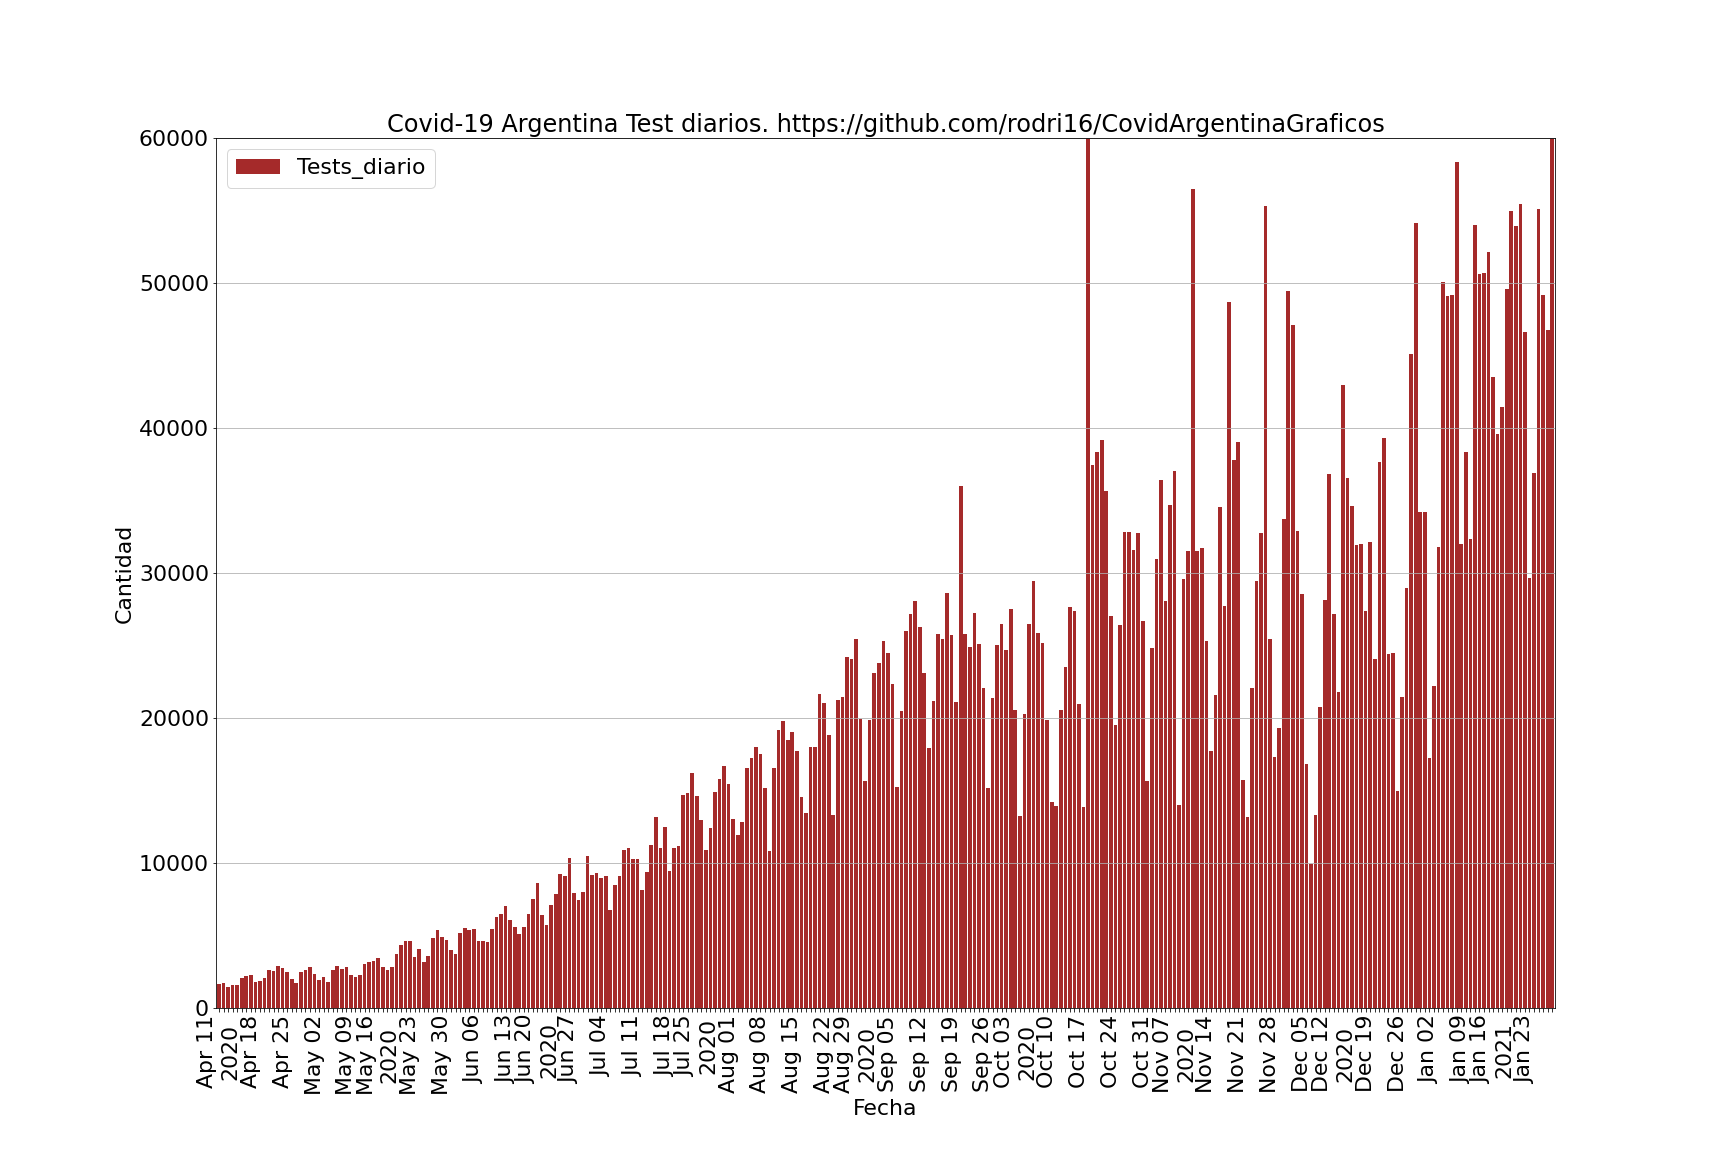 Covid-19 Argentina Test diarios. https://github.com/rodri16/CovidArgentinaGraficos
Tests_diario
60000
50000
40000
30000
20000
10000
0
Cantidad
Apr 11
2020
Apr 18
Apr 25
May 02
May 09
May 16
2020
May 23
May 30
Jun 06
Jun 13
Jun 20
2020
Jun 27
Jul 04
Jul 11
Jul 18
Jul 25
2020
Aug 01
Aug 08
Aug 15
Aug 22
Aug 29
2020
Sep 05
Sep 12
Sep 19
Sep 26
Oct 03
2020
Oct 10
Oct 17
Oct 24
Oct 31
Nov 07
2020
Nov 14
Nov 21
Nov 28
Dec 05
Dec 12
2020
Dec 19
Dec 26
Jan 02
Jan 09
Jan 16
2021
Jan 23
Fecha